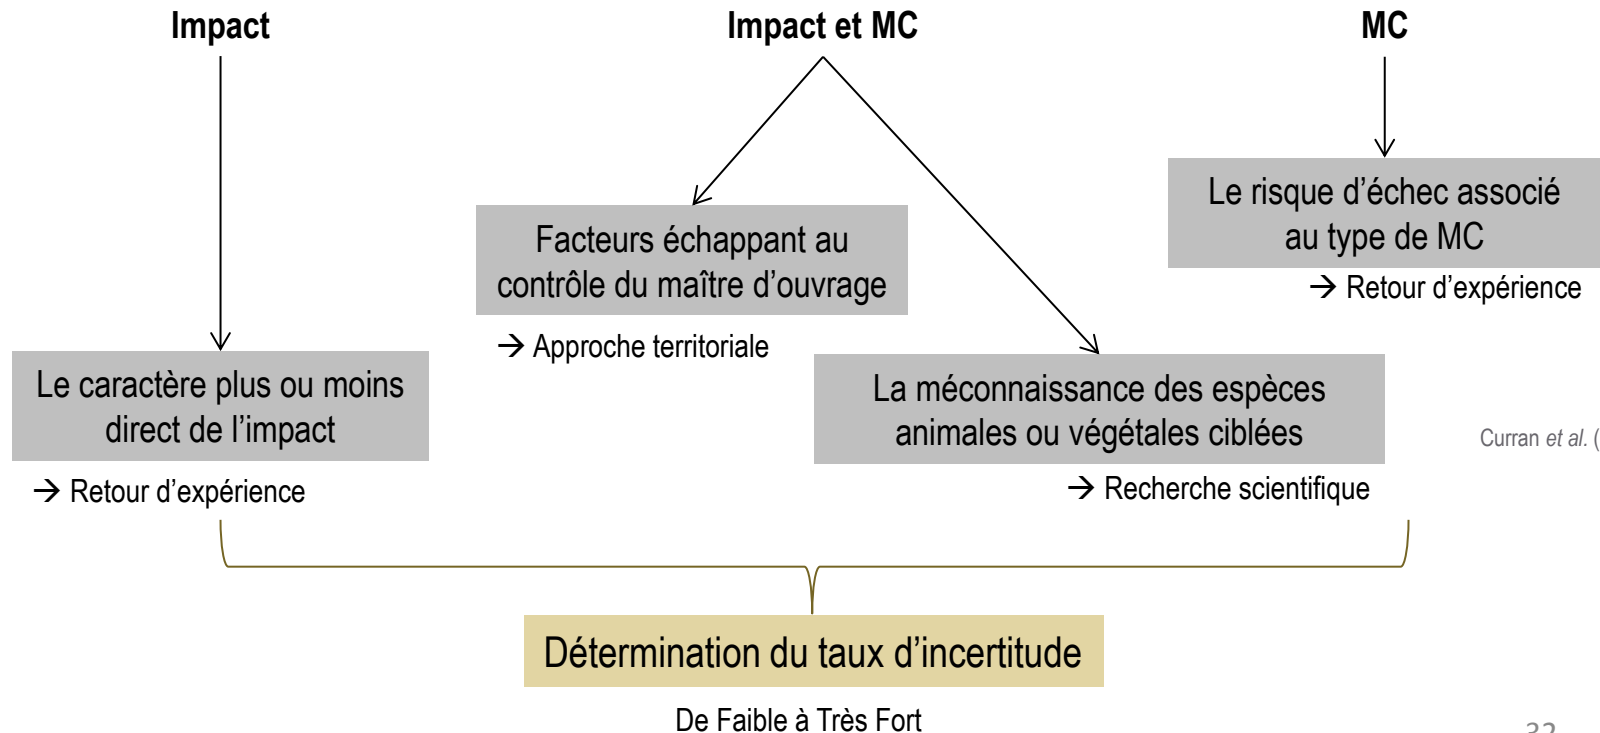 Impact
Impact et MC
MC
Le risque d’échec associé
au type de MC
→ Retour d’expérience
Facteurs échappant au
contrôle du maître d’ouvrage
→ Approche territoriale
Le caractère plus ou moins
direct de l’impact
→ Retour d’expérience
La méconnaissance des espèces
animales ou végétales ciblées
→ Recherche scientifique
Curran et al. (
Détermination du taux d’incertitude
De Faible à Très Fort
32